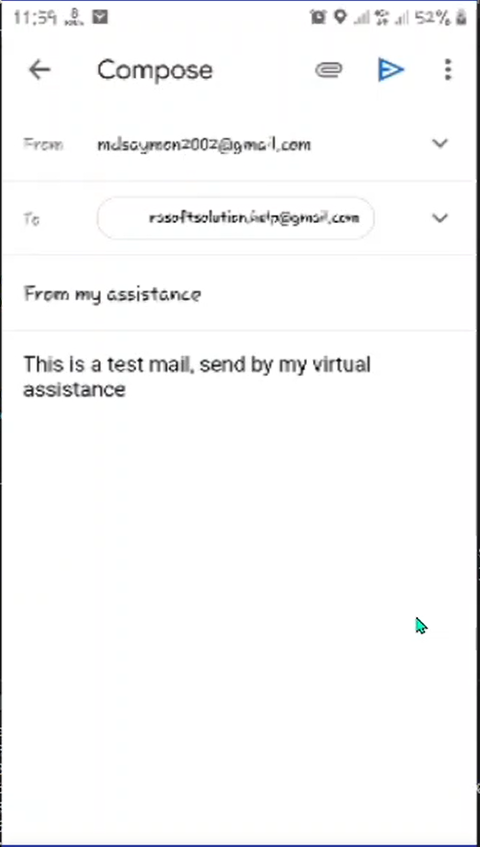 11:59
52%
Compose
From mdsaymon2002@gmail.com
To rssoftsolution.help@gmail.com
From my assistance
This is a test mail, send by my virtual
assistance